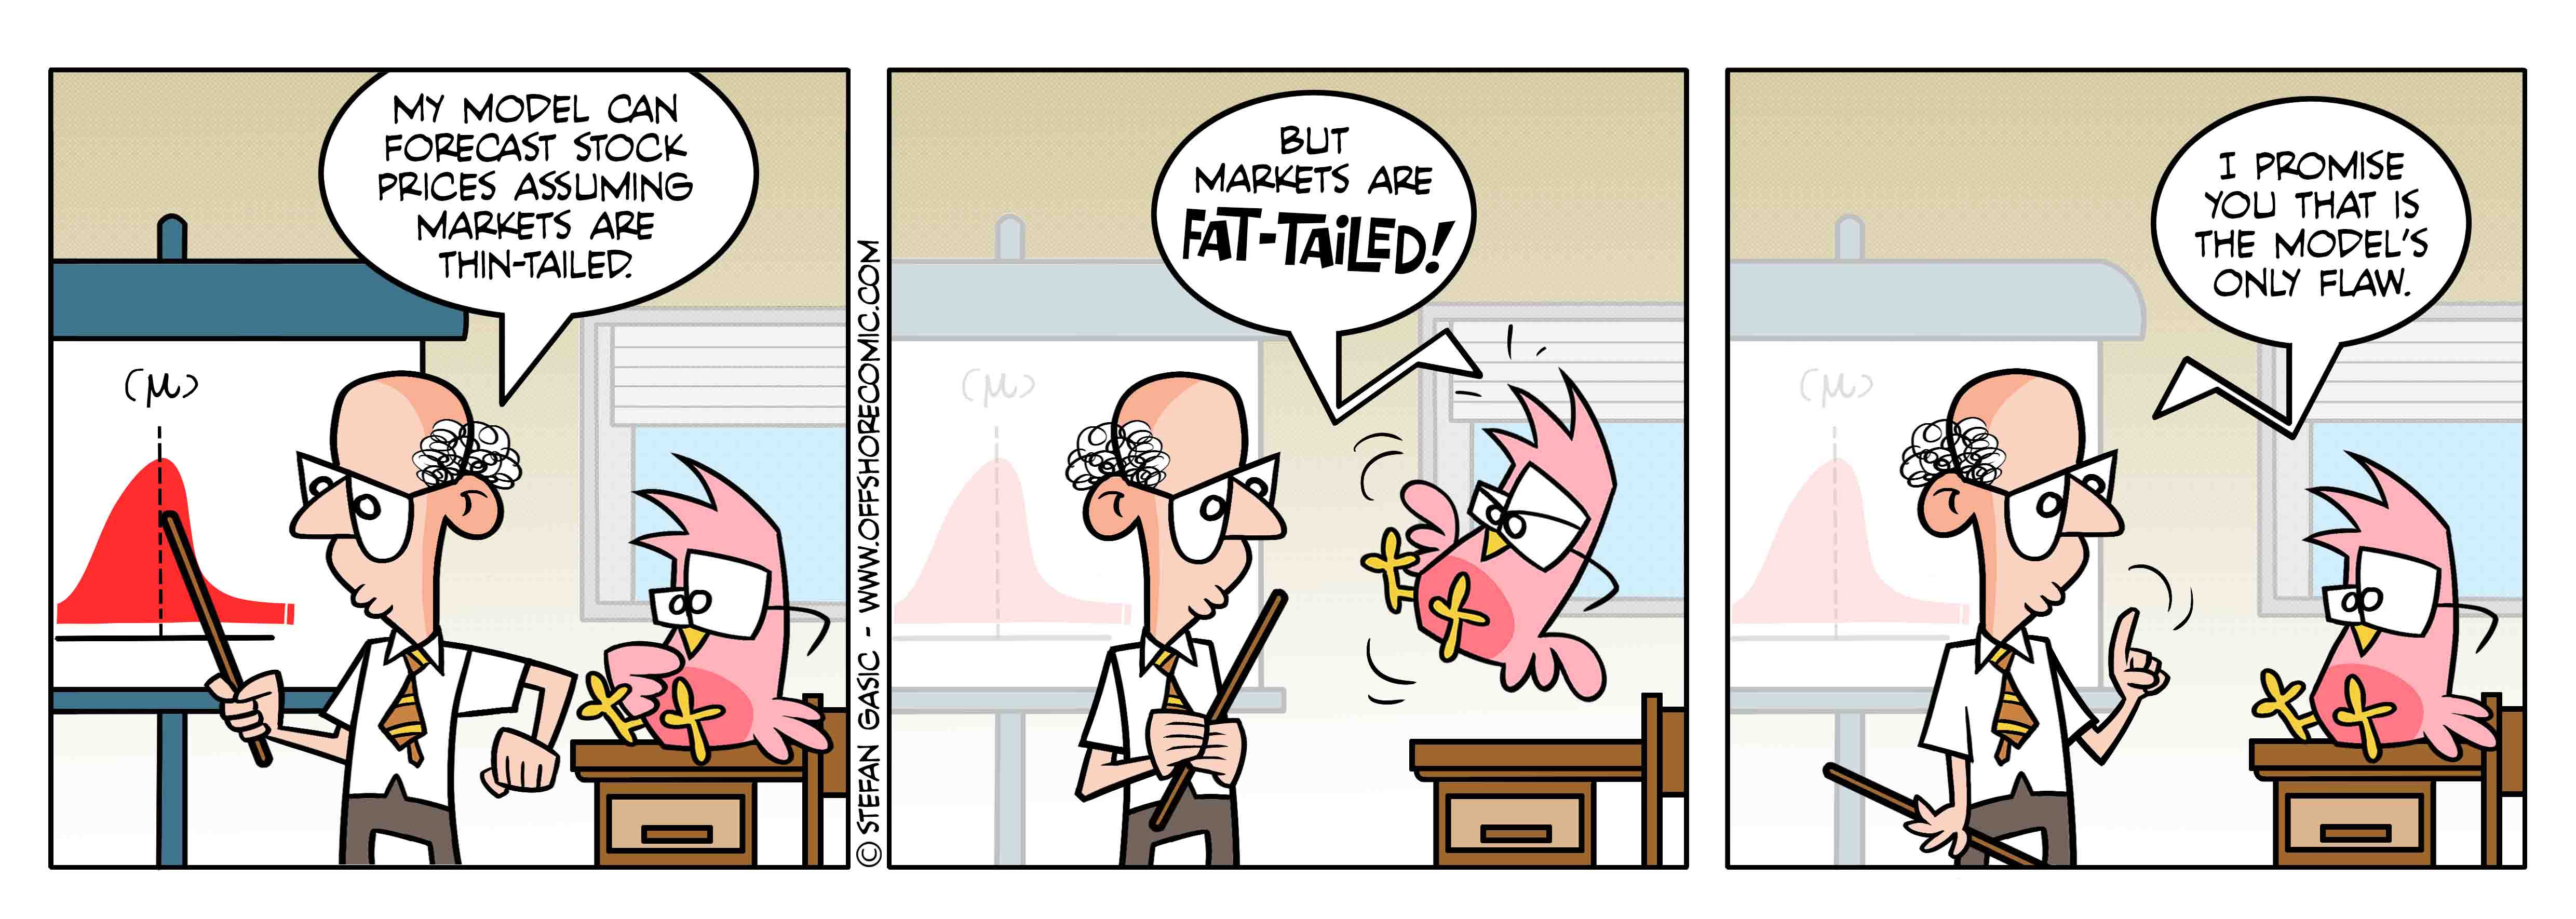 MY MODEL CAN
FORECAST STOCK
PRICES ASSUMING
MARKETS ARE
THIN-TAILED.
(μ)
© STEFAN GASIC - WWW.OFFSHORECOMIC.COM
BUT
MARKETS ARE
FAT-TAILED!
(μ)
I PROMISE
YOU THAT IS
THE MODEL'S
ONLY FLAW.
(μ)